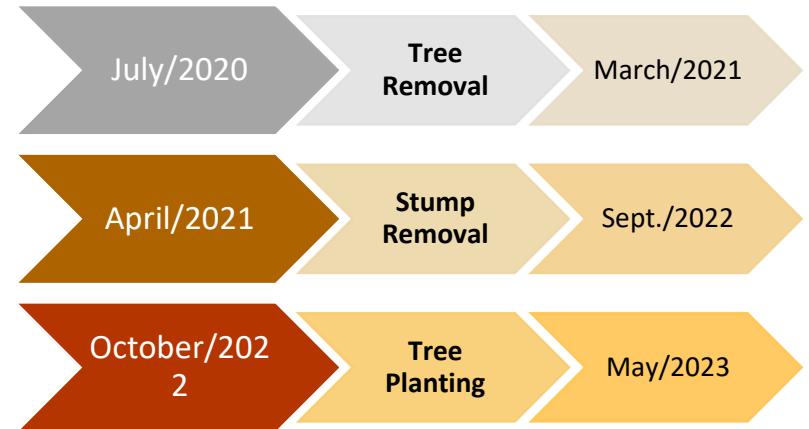 July/2020
Tree
Removal
March/2021
April/2021
Stump
Removal
Sept./2022
October/202
2
Tree
Planting
May/2023